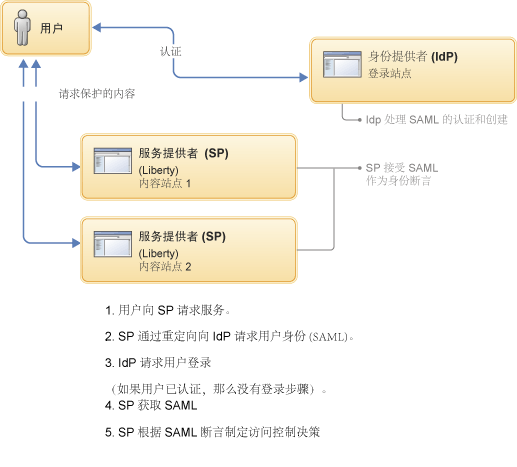 用户
认证
身份提供者 (IdP)
登录站点
请求保护的内容
Idp 处理 SAML 的认证和创建
服务提供者 (SP)
(Liberty)
内容站点 1
SP 接受 SAML
作为身份断言
服务提供者 (SP)
(Liberty)
内容站点 2
1. 用户向 SP 请求服务。
2. SP 通过重定向向 IdP 请求用户身份 (SAML)。
3. IdP 请求用户登录
（如果用户已认证，那么没有登录步骤）。
4. SP 获取 SAML
5. SP 根据 SAML 断言制定访问控制决策